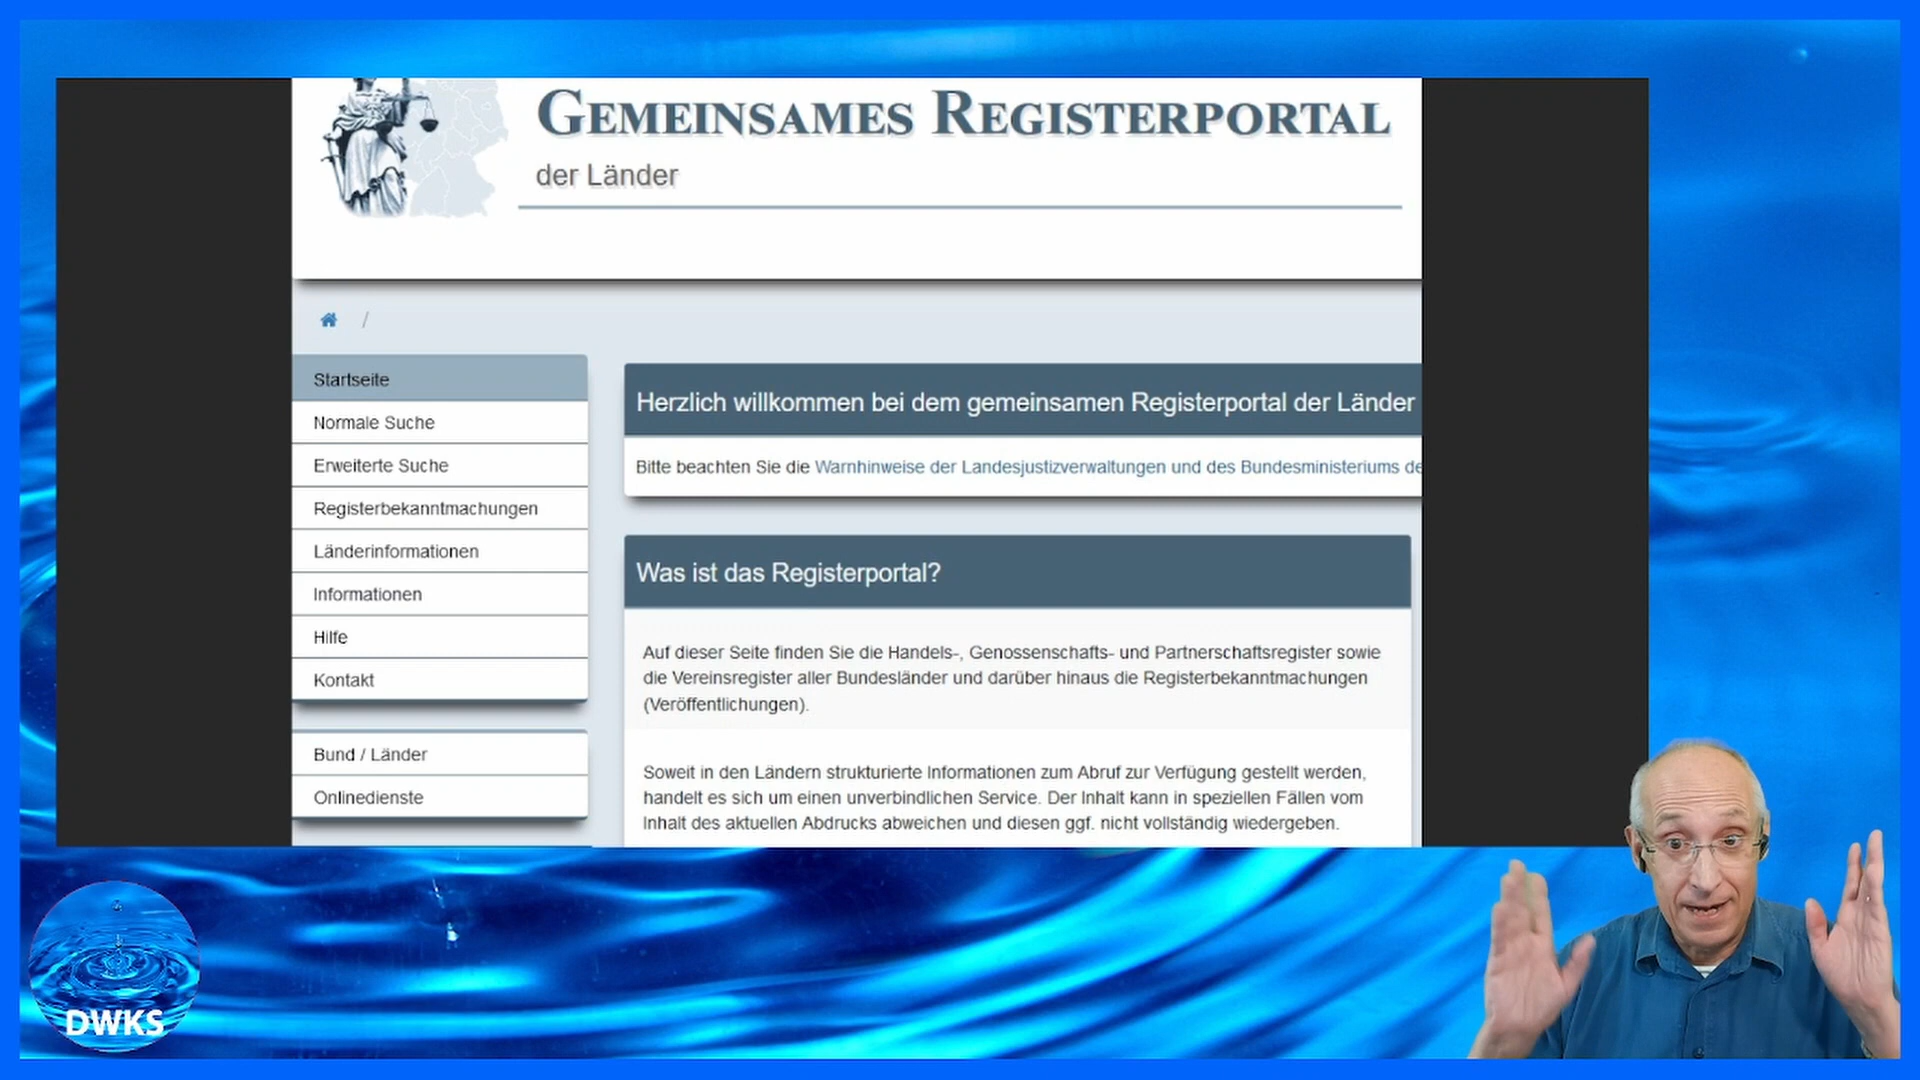 GEMEINSAMES REGISTERPORTAL
der Länder
/
Startseite
Normale Suche
Erweiterte Suche
Registerbekanntmachungen
Länderinformationen
Informationen
Hilfe
Kontakt
Bund / Länder
Onlinedienste
Herzlich willkommen bei dem gemeinsamen Registerportal der Länder
Bitte beachten Sie die Warnhinweise der Landesjustizverwaltungen und des Bundesministeriums de
Was ist das Registerportal?
Auf dieser Seite finden Sie die Handels-, Genossenschafts- und Partnerschaftsregister sowie
die Vereinsregister aller Bundesländer und darüber hinaus die Registerbekanntmachungen
(Veröffentlichungen).
Soweit in den Ländern strukturierte Informationen zum Abruf zur Verfügung gestellt werden,
handelt es sich um einen unverbindlichen Service. Der Inhalt kann in speziellen Fällen vom
Inhalt des aktuellen Abdrucks abweichen und diesen ggf. nicht vollständig wiedergeben.
DWKS